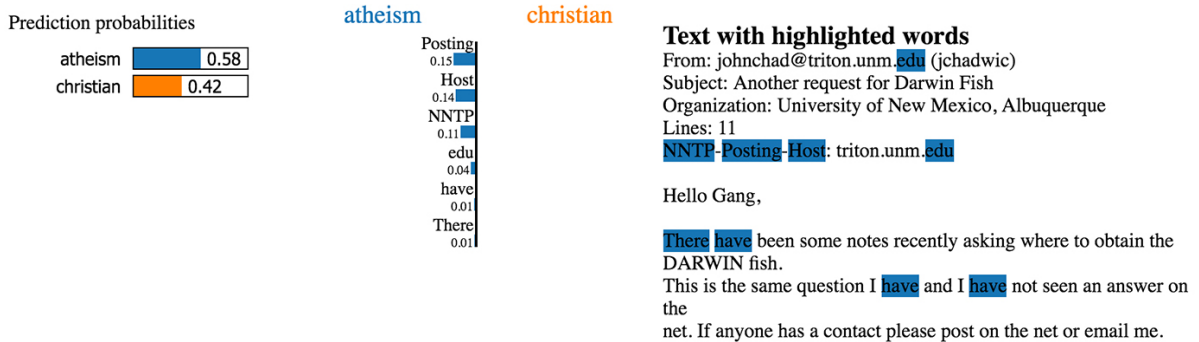 Prediction probabilities
atheism 0.58
christian 0.42
atheism christian
Posting
0.15
Host
0.14
NNTP
0.11
edu
0.04
have
0.01
There
0.01
Text with highlighted words
From: johnchad@triton.unm.edu (jchadwic)
Subject: Another request for Darwin Fish
Organization: University of New Mexico, Albuquerque
Lines: 11
NNTP-Posting-Host: triton.unm.edu
Hello Gang,
There have been some notes recently asking where to obtain the
DARWIN fish.
This is the same question I have and I have not seen an answer on
the
net. If anyone has a contact please post on the net or email me.